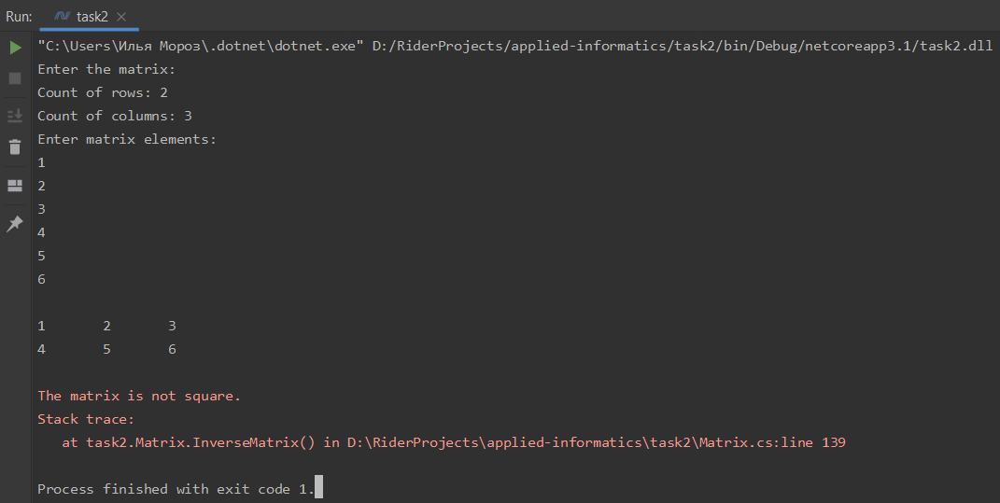 Run: task2
"C:\Users\Илья Мороз\.dotnet\dotnet.exe" D:/RiderProjects/applied-informatics/task2/bin/Debug/netcoreapp3.1/task2.dll
Enter the matrix:
Count of rows: 2
Count of columns: 3
Enter matrix elements:
1
2
3
4
5
6
1 2 3
4 5 6
The matrix is not square.
Stack trace:
at task2.Matrix.InverseMatrix() in D:\RiderProjects\applied-informatics\task2\Matrix.cs:line 139
Process finished with exit code 1.